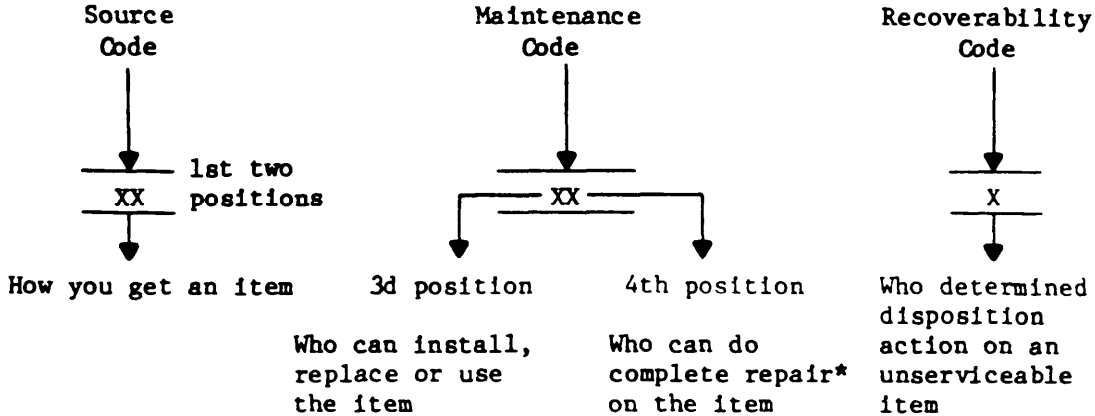 Source
Code
Maintenance
Code
Recoverability
Code
1st two
positions
XX
XX
X
How you get an item
3d position
4th position
Who can install,
replace or use
the item
Who can do
complete repair*
on the item
Who determined
disposition
action on an
unserviceable
item